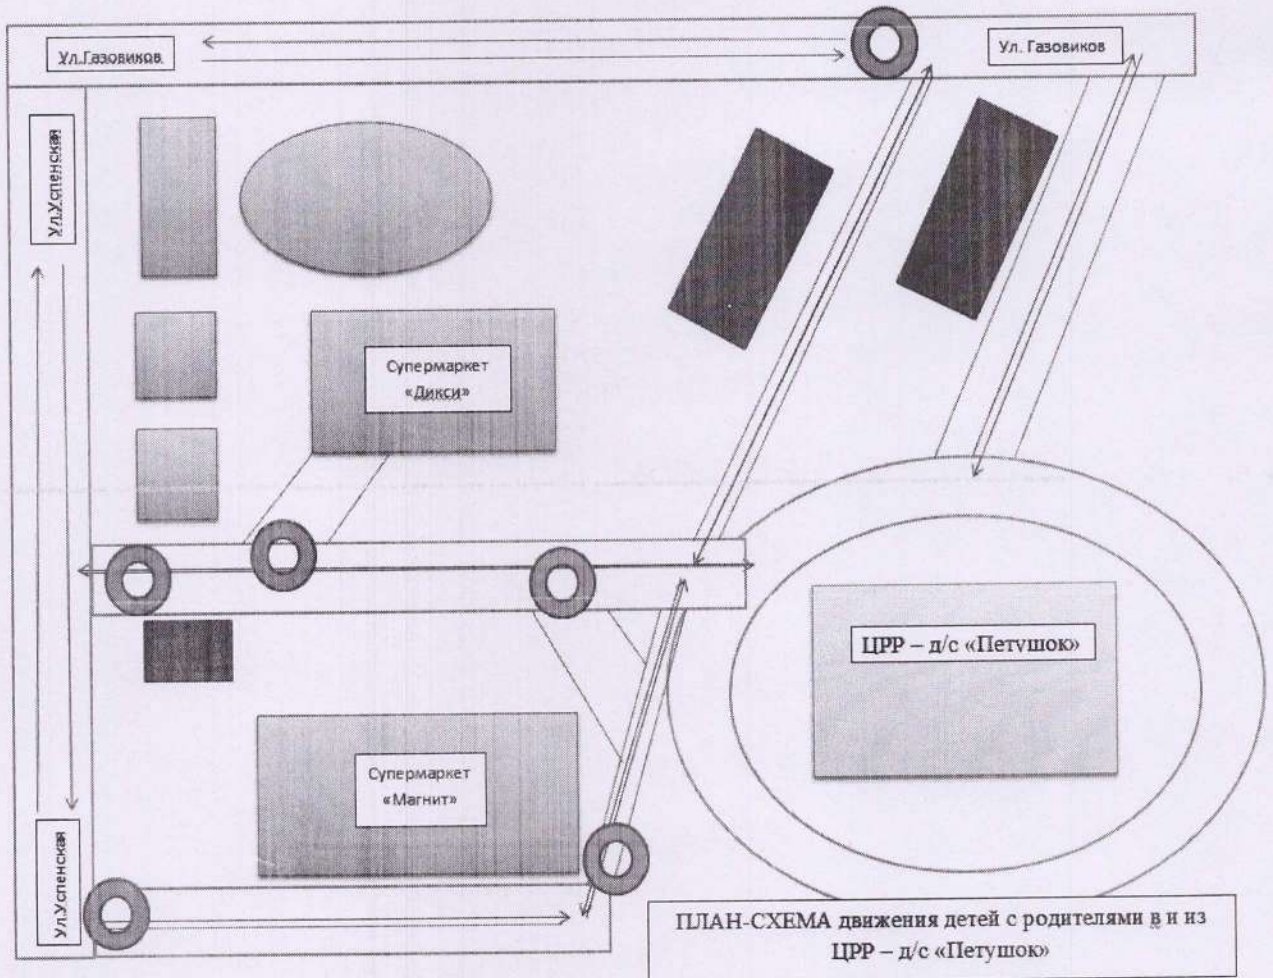 Ул.Газовиков
Ул. Газовиков
Ул.Успенская
Супермаркет
«Дикси»
ЦРР – д/с «Петушок»
Супермаркет
«Магнит»
Ул.Успенская
ПЛАН-СХЕМА движения детей с родителями в и из
ЦРР – д/с «Петушок»